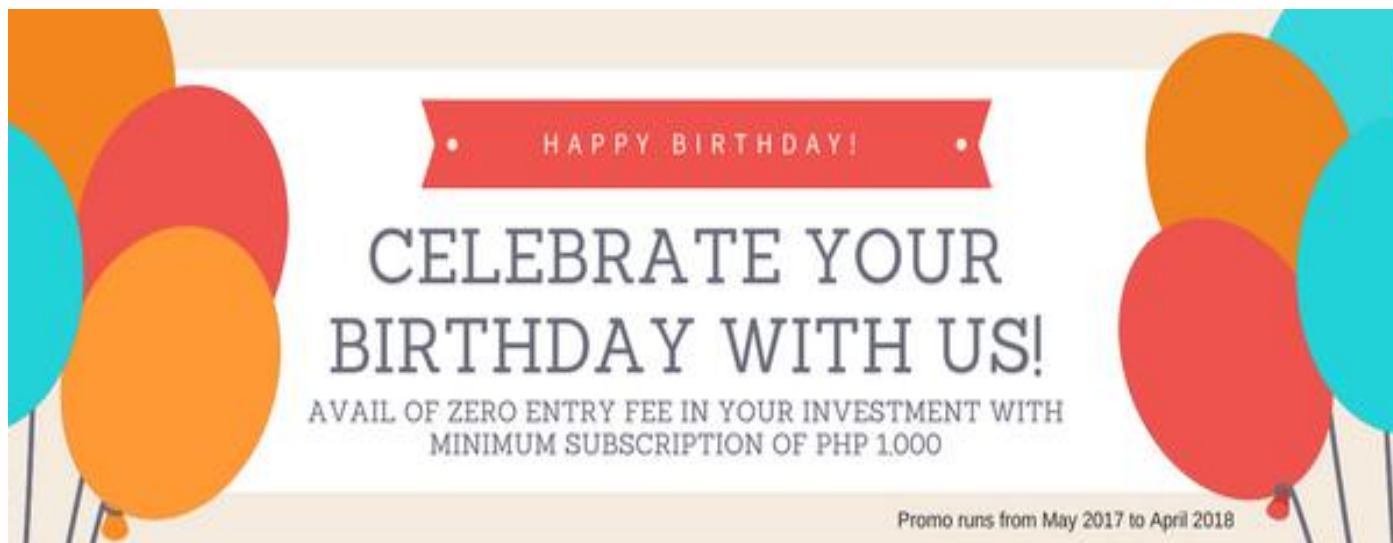 HAPPY BIRTHDAY!
CELEBRATE YOUR
BIRTHDAY WITH US!
AVAIL OF ZERO ENTRY FEE IN YOUR INVESTMENT WITH
MINIMUM SUBSCRIPTION OF PHP 1,000
Promo runs from May 2017 to April 2018